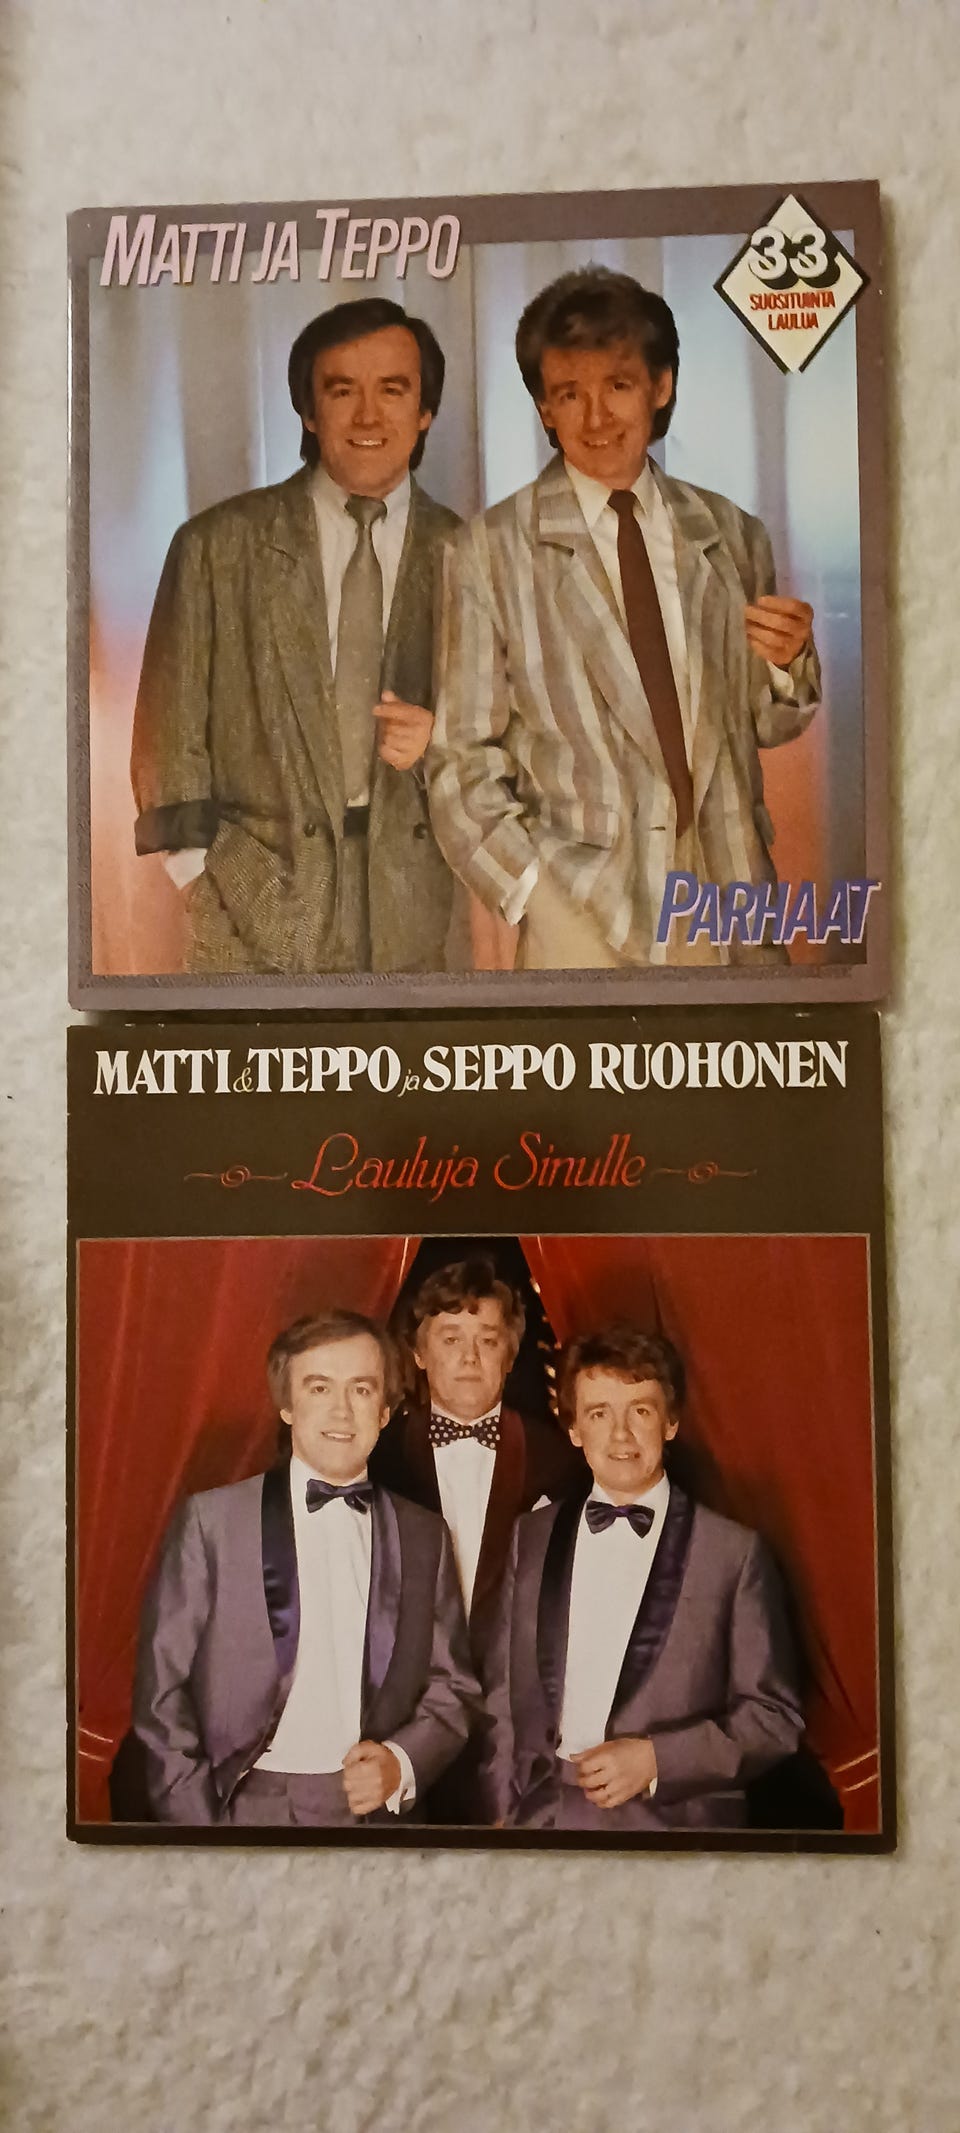 MATTI JA TEPPO
33
SUOSITUINTA
LAULUA
PARHAAT
MATTI & TEPPO ja SEPPO RUOHONEN
Lauluja Sinulle